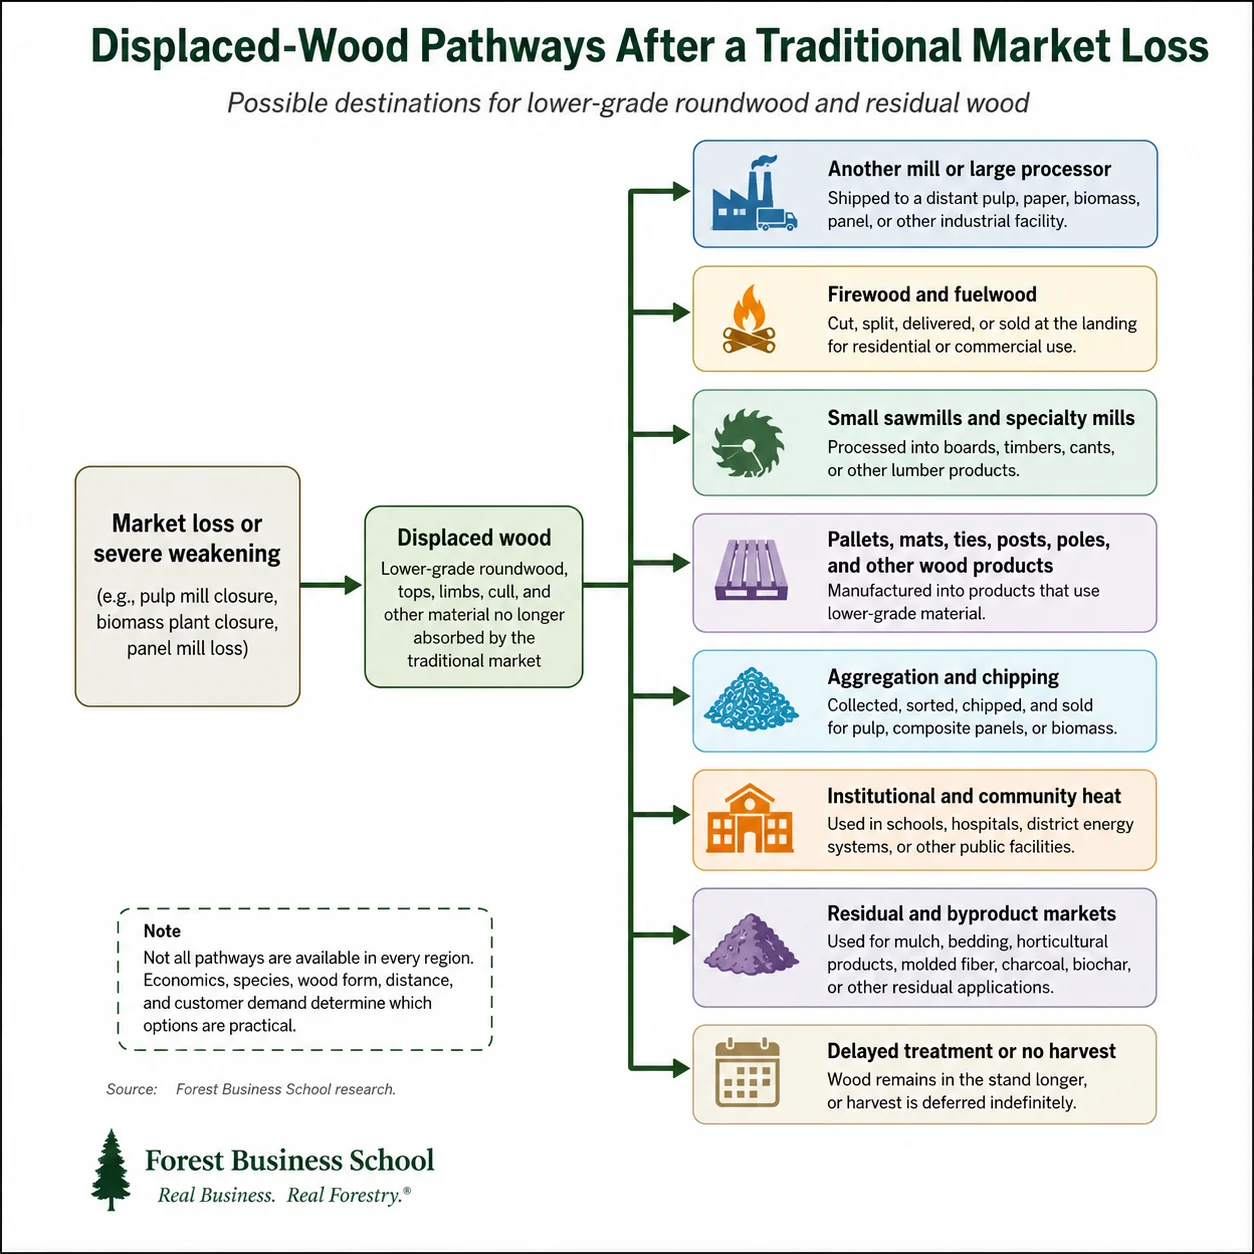 Displaced-Wood Pathways After a Traditional Market Loss
Possible destinations for lower-grade roundwood and residual wood
Market loss or
severe weakening
(e.g., pulp mill closure,
biomass plant closure,
panel mill loss)
Displaced wood
Lower-grade roundwood,
tops, limbs, cull, and
other material no longer
absorbed by the
traditional market
Another mill or large processor
Shipped to a distant pulp, paper, biomass,
panel, or other industrial facility.
Firewood and fuelwood
Cut, split, delivered, or sold at the landing
for residential or commercial use.
Small sawmills and specialty mills
Processed into boards, timbers, cants,
or other lumber products.
Pallets, mats, ties, posts, poles,
and other wood products
Manufactured into products that use
lower-grade material.
Aggregation and chipping
Collected, sorted, chipped, and sold
for pulp, composite panels, or biomass.
Institutional and community heat
Used in schools, hospitals, district energy
systems, or other public facilities.
Residual and byproduct markets
Used for mulch, bedding, horticultural
products, molded fiber, charcoal, biochar,
or other residual applications.
Delayed treatment or no harvest
Wood remains in the stand longer,
or harvest is deferred indefinitely.
Note
Not all pathways are available in every region.
Economics, species, wood form, distance,
and customer demand determine which
options are practical.
Source: Forest Business School research.
Forest Business School
Real Business. Real Forestry.®